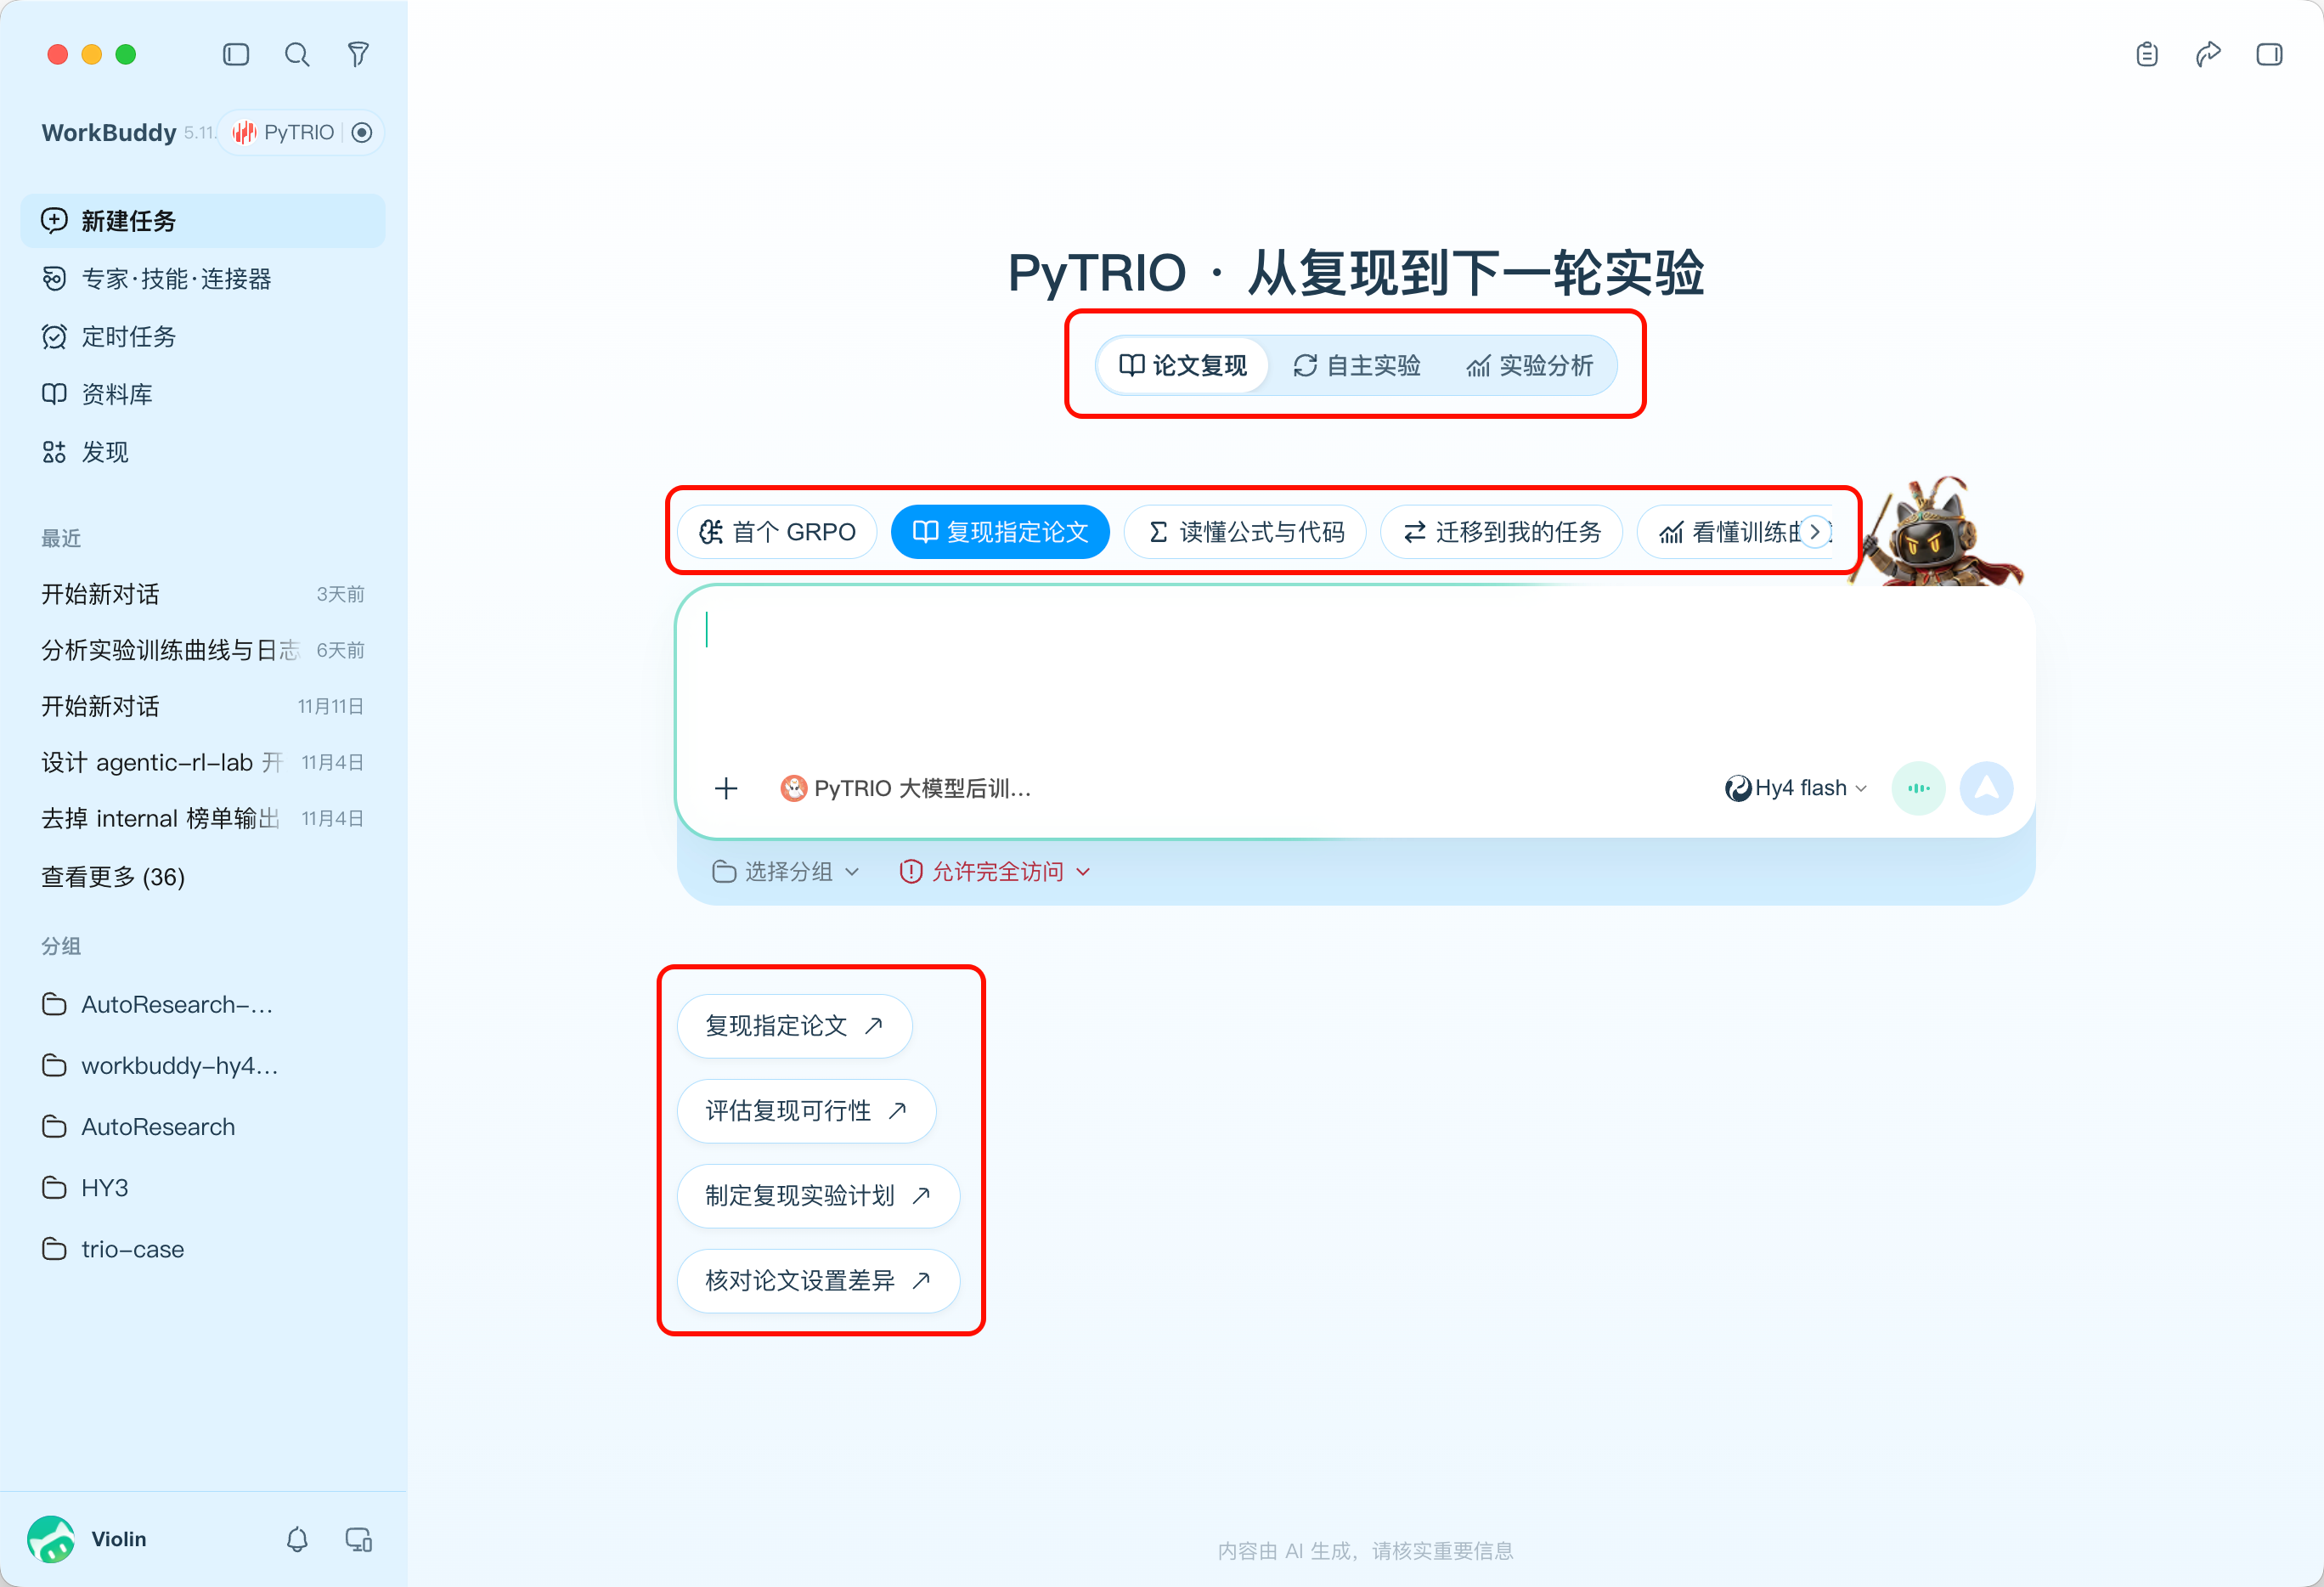 WorkBuddy 5.11. PyTRIO
新建任务
专家·技能·连接器
定时任务
资料库
发现
最近
开始新对话 3天前
分析实验训练曲线与日志 6天前
开始新对话 11月11日
设计 agentic-rl-lab 开 11月4日
去掉 internal 榜单输出 11月4日
查看更多 (36)
分组
AutoResearch-...
workbuddy-hy4...
AutoResearch
HY3
trio-case
Violin
PyTRIO · 从复现到下一轮实验
论文复现 自主实验 实验分析
首个 GRPO 复现指定论文 读懂公式与代码 迁移到我的任务 看懂训练
PyTRIO 大模型后训... Hy4 flash
选择分组 允许完全访问
复现指定论文
评估复现可行性
制定复现实验计划
核对论文设置差异
内容由 AI 生成，请核实重要信息